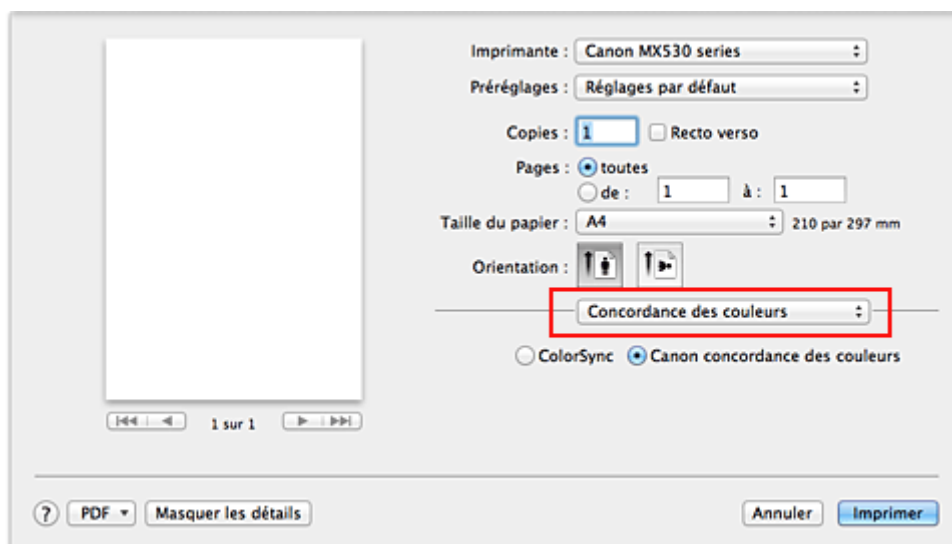 Imprimante : Canon MX530 series
Préréglages : Réglages par défaut
Copies : 1 Recto verso
Pages : toutes
de : 1 à : 1
Taille du papier : A4 210 par 297 mm
Orientation :
Concordance des couleurs
ColorSync Canon concordance des couleurs
1 sur 1
? PDF Masquer les détails Annuler Imprimer